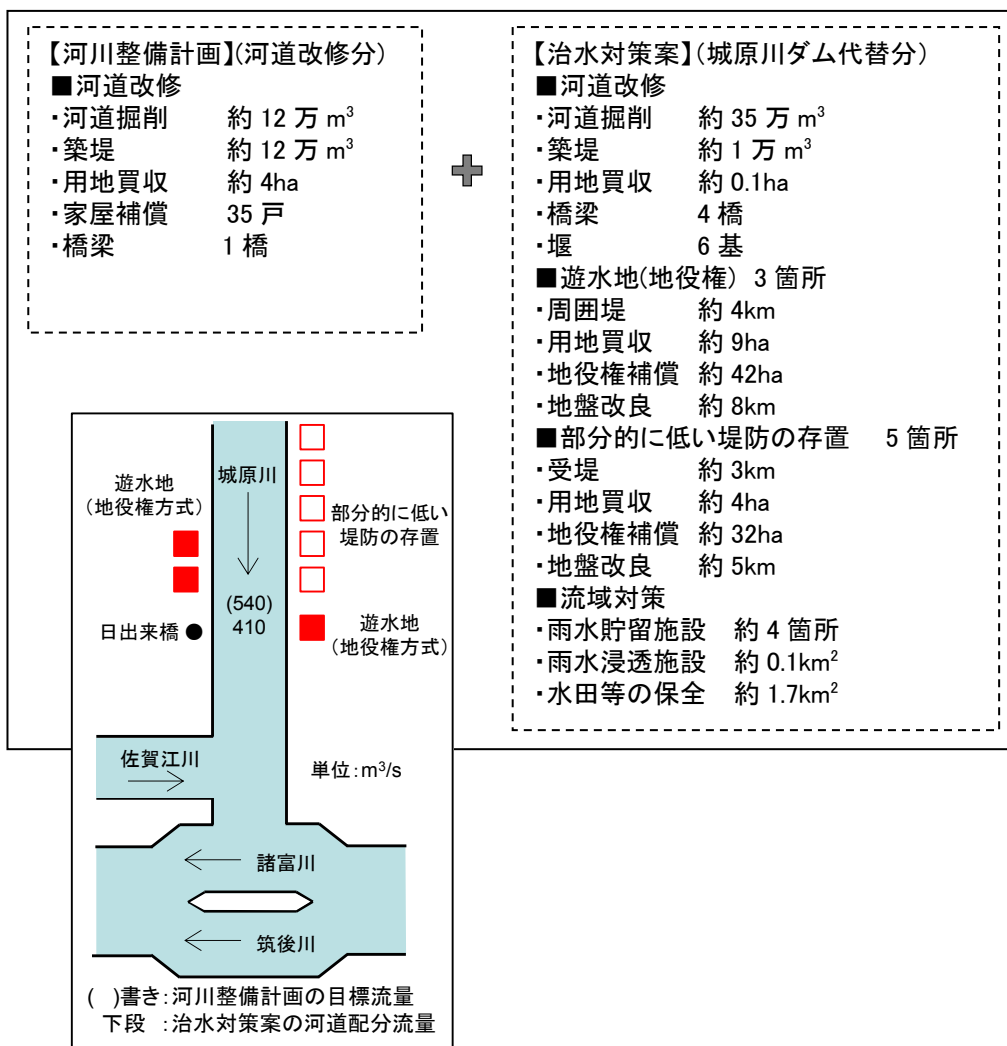 【河川整備計画】(河道改修分)
■河道改修
・河道掘削 約 12 万 m³
・築堤 約 12 万 m³
・用地買収 約 4ha
・家屋補償 35 戸
・橋梁 1 橋
【治水対策案】(城原川ダム代替分)
■河道改修
・河道掘削 約 35 万 m³
・築堤 約 1 万 m³
・用地買収 約 0.1ha
・橋梁 4 橋
・堰 6 基
■遊水地(地役権) 3 箇所
・周囲堤 約 4km
・用地買収 約 9ha
・地役権補償 約 42ha
・地盤改良 約 8km
■部分的に低い堤防の存置 5 箇所
・受堤 約 3km
・用地買収 約 4ha
・地役権補償 約 32ha
・地盤改良 約 5km
■流域対策
・雨水貯留施設 約 4 箇所
・雨水浸透施設 約 0.1km²
・水田等の保全 約 1.7km²
城原川
遊水地
(地役権方式)
部分的に低い
堤防の存置
(540)
410
日出来橋
遊水地
(地役権方式)
佐賀江川
単位:m³/s
諸富川
筑後川
( )書き:河川整備計画の目標流量
下段 :治水対策案の河道配分流量